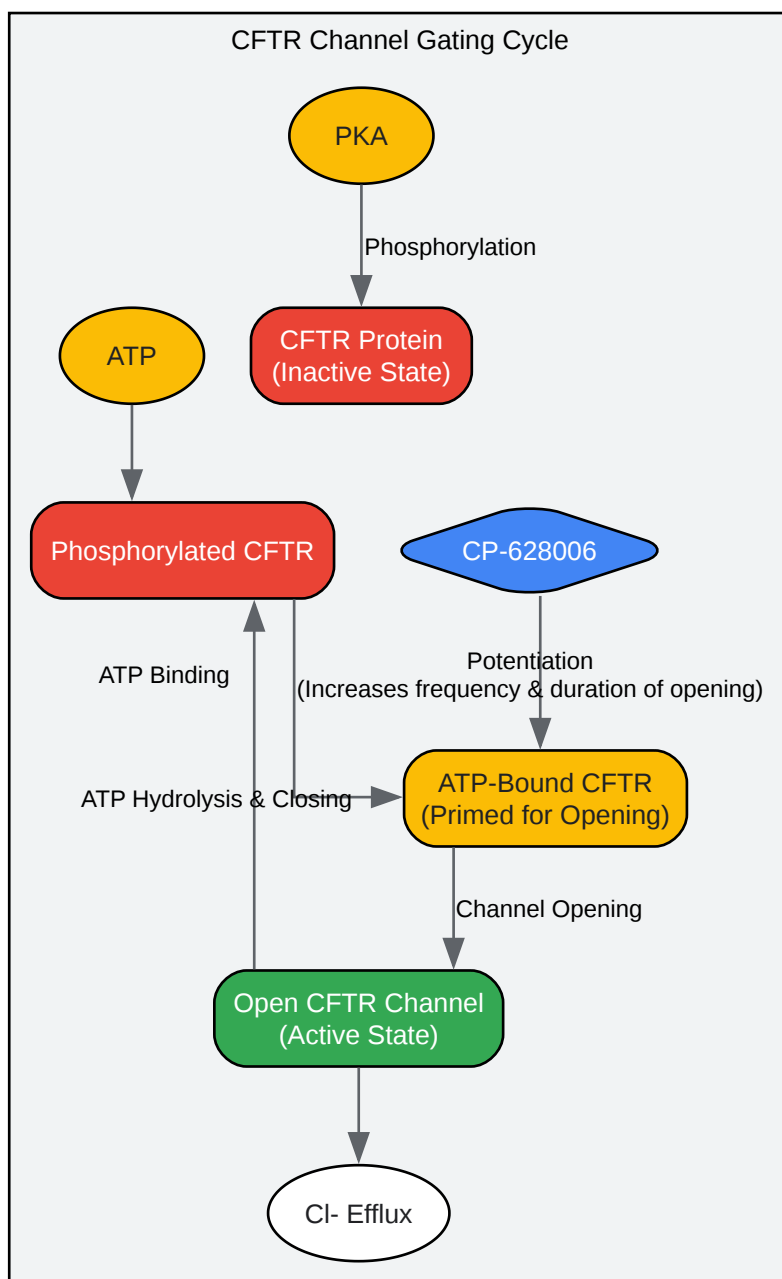 CFTR Channel Gating Cycle
PKA
Phosphorylation
CFTR Protein
(Inactive State)
ATP
Phosphorylated CFTR
CP-628006
ATP Binding
Potentiation
(Increases frequency & duration of opening)
ATP Hydrolysis & Closing
ATP-Bound CFTR
(Primed for Opening)
Channel Opening
Open CFTR Channel
(Active State)
Cl- Efflux